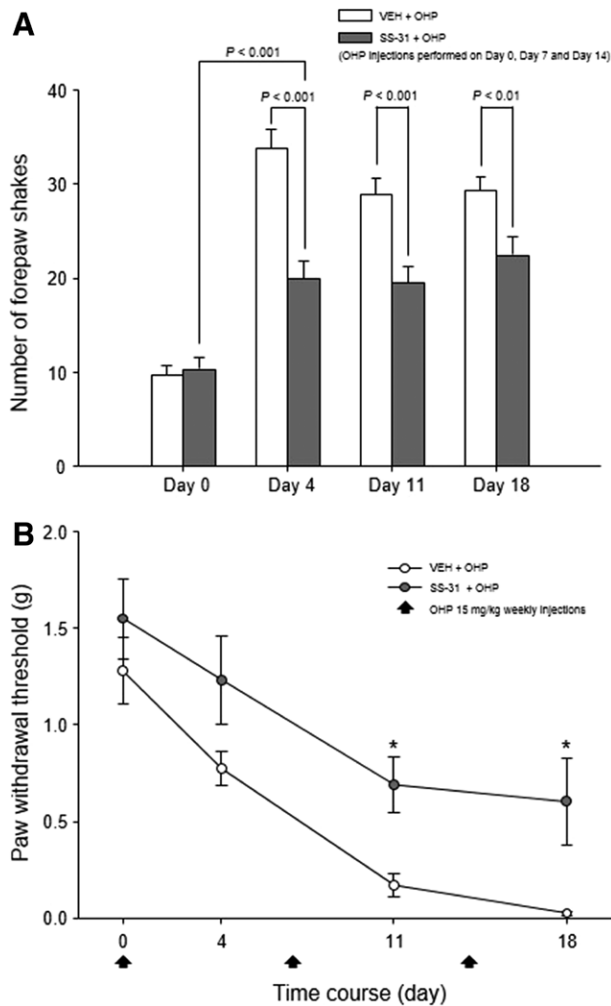 A
VEH + OHP
SS-31 + OHP
(OHP injections performed on Day 0, Day 7 and Day 14)
P < 0.001
P < 0.001
P < 0.001
P < 0.01
Number of forepaw shakes
40
30
20
10
0
Day 0
Day 4
Day 11
Day 18
B
VEH + OHP
SS-31 + OHP
OHP 15 mg/kg weekly injections
Paw withdrawal threshold (g)
2.0
1.5
1.0
0.5
0.0
*
*
0
4
11
18
Time course (day)